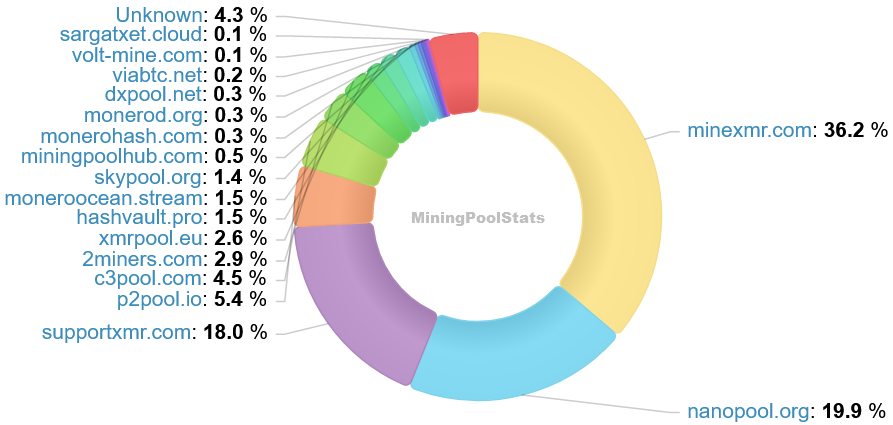 Unknown: 4.3 %
sargatxet.cloud: 0.1 %
volt-mine.com: 0.1 %
viabtc.net: 0.2 %
dxpool.net: 0.3 %
monerod.org: 0.3 %
monerohash.com: 0.3 %
miningpoolhub.com: 0.5 %
skypool.org: 1.4 %
moneroocean.stream: 1.5 %
hashvault.pro: 1.5 %
xmrpool.eu: 2.6 %
2miners.com: 2.9 %
c3pool.com: 4.5 %
p2pool.io: 5.4 %
supportxmr.com: 18.0 %
MiningPoolStats
minexmr.com: 36.2 %
nanopool.org: 19.9 %